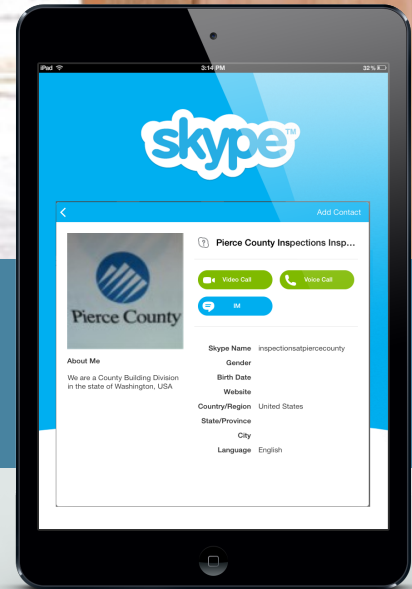 iPad 3:14 PM 32%
skype™
Add Contact
Pierce County Inspections Insp...
Video Call Voice Call
IM
Pierce County
About Me
We are a County Building Division
in the state of Washington, USA
Skype Name inspectionsatpiercecounty
Gender
Birth Date
Website
Country/Region United States
State/Province
City
Language English